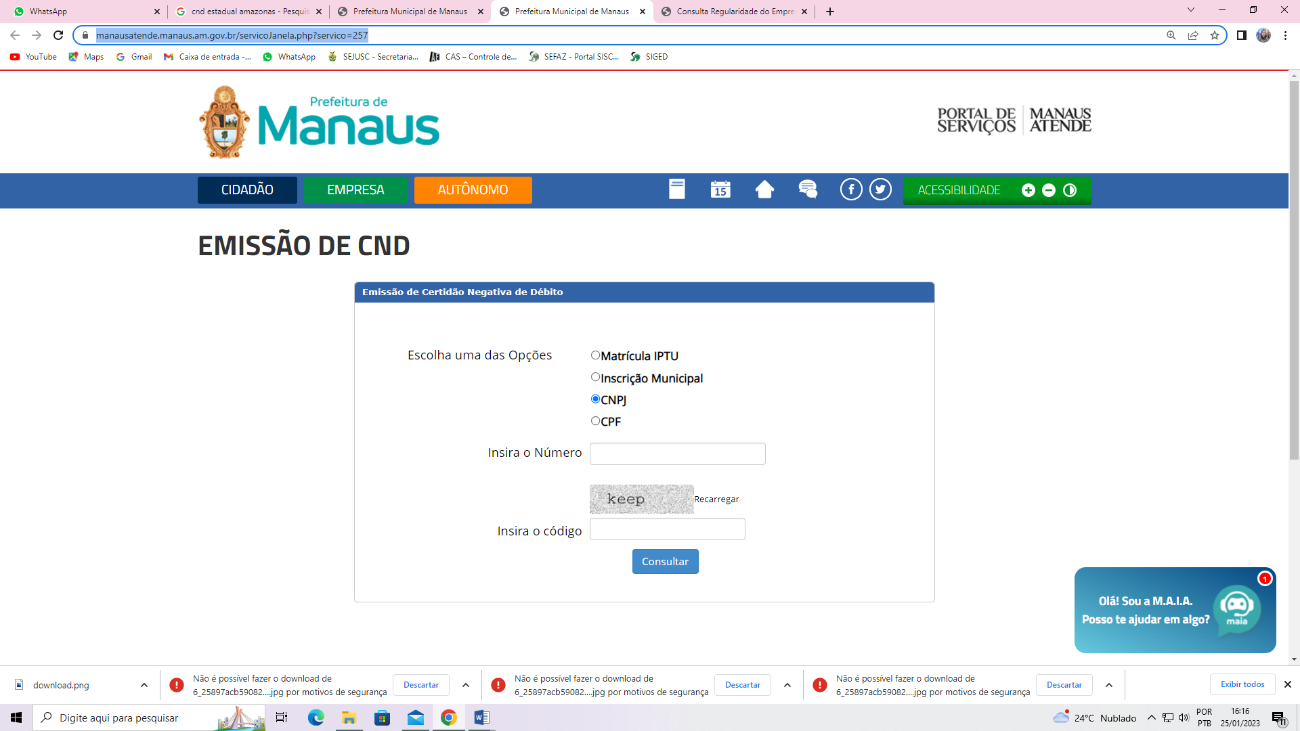 WhatsApp
cnd estadual amazonas - Pesquis
Prefeitura Municipal de Manaus
Prefeitura Municipal de Manaus
Consulta Regularidade do Empre
manausatende.manaus.am.gov.br/servicoJanela.php?servico=257
YouTube Maps Gmail Caixa de entrada -... WhatsApp SEJUSC - Secretaria... CAS – Controle de... SEFAZ - Portal SISC... SIGED
Prefeitura de
Manaus
PORTAL DE SERVIÇOS
MANAUS ATENDE
CIDADÃO EMPRESA AUTÔNOMO 15 ACESSIBILIDADE
EMISSÃO DE CND
Emissão de Certidão Negativa de Débito
Escolha uma das Opções Matrícula IPTU
Inscrição Municipal
CNPJ
CPF
Insira o Número
keep Recarregar
Insira o código
Consultar
1
Olá! Sou a M.A.I.A.
Posso te ajudar em algo?
maia
download.png
Não é possível fazer o download de
6_25897acb59082....jpg por motivos de segurança
Descartar
Não é possível fazer o download de
6_25897acb59082....jpg por motivos de segurança
Descartar
Não é possível fazer o download de
6_25897acb59082....jpg por motivos de segurança
Descartar
Exibir todos
Digite aqui para pesquisar
24°C Nublado
POR
PTB
16:16
25/01/2023
11